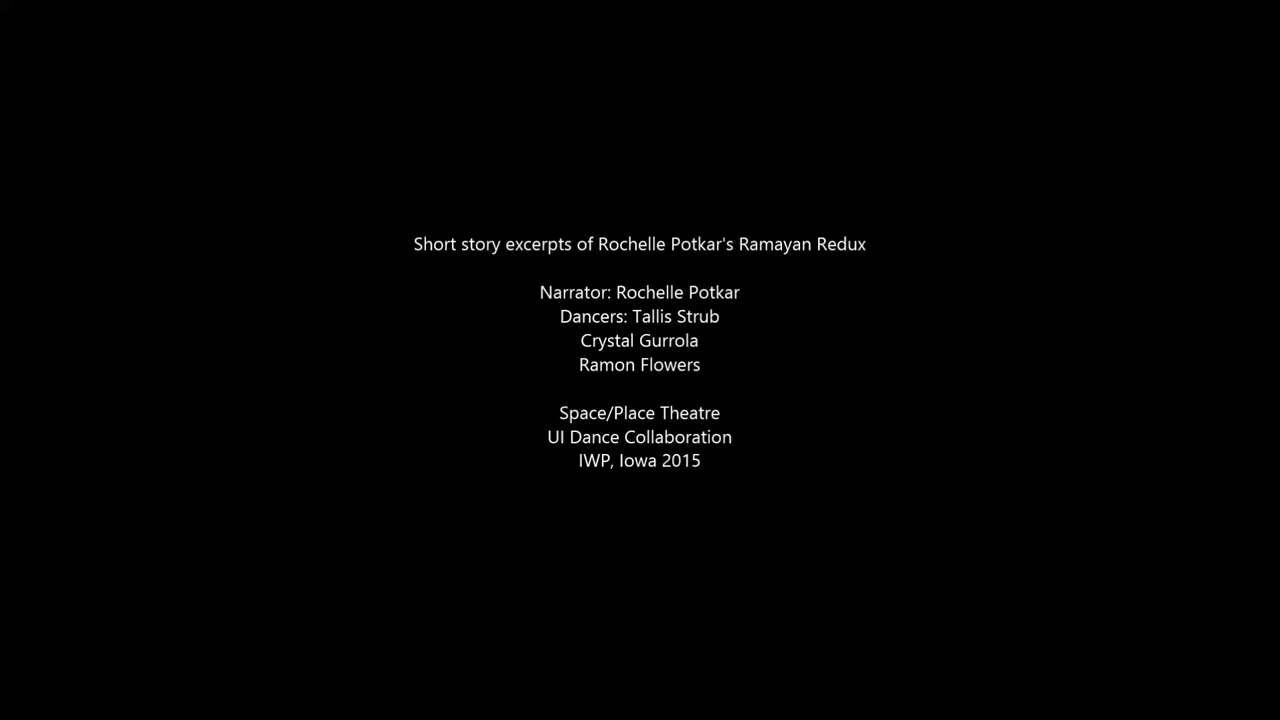 Short story excerpts of Rochelle Potkar's Ramayan Redux
Narrator: Rochelle Potkar
Dancers: Tallis Strub
Crystal Gurrola
Ramon Flowers
Space/Place Theatre
UI Dance Collaboration
IWP, Iowa 2015